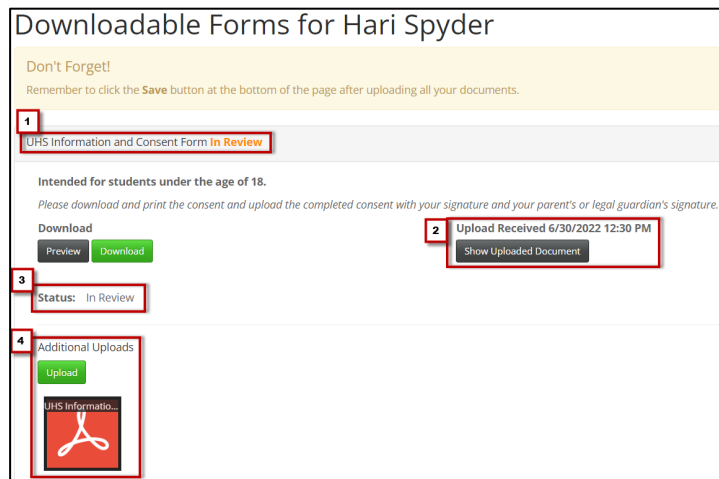 Downloadable Forms for Hari Spyder
Don't Forget!
Remember to click the Save button at the bottom of the page after uploading all your documents.
1
UHS Information and Consent Form In Review
Intended for students under the age of 18.
Please download and print the consent and upload the completed consent with your signature and your parent's or legal guardian's signature.
Download
Preview Download
2
Upload Received 6/30/2022 12:30 PM
Show Uploaded Document
3
Status: In Review
4
Additional Uploads
Upload
UHS Informatio...